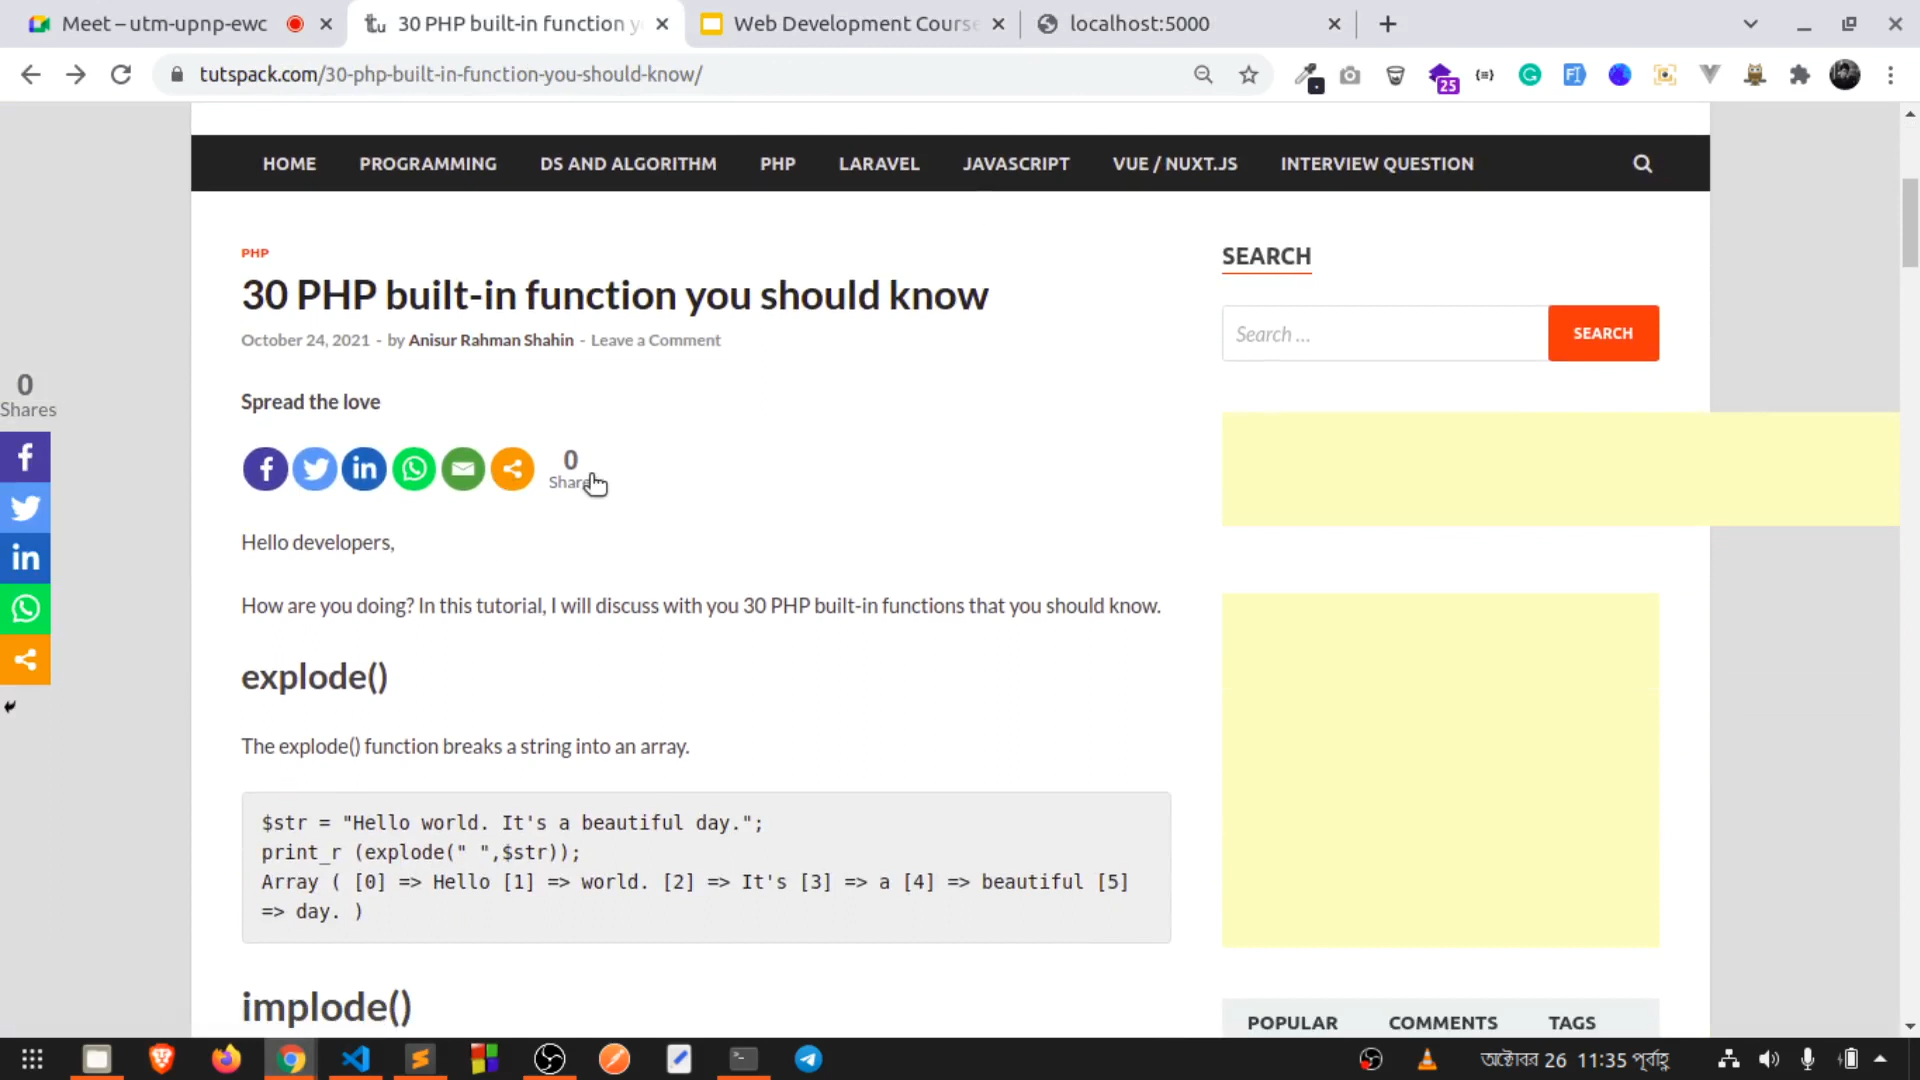 Meet – utm-upnp-ewc
30 PHP built-in function y
Web Development Course
localhost:5000
tutspack.com/30-php-built-in-function-you-should-know/
25
HOME PROGRAMMING DS AND ALGORITHM PHP LARAVEL JAVASCRIPT VUE / NUXT.JS INTERVIEW QUESTION
PHP
30 PHP built-in function you should know
October 24, 2021 - by Anisur Rahman Shahin - Leave a Comment
Spread the love
0
Shares
0
Shar
Hello developers,
How are you doing? In this tutorial, I will discuss with you 30 PHP built-in functions that you should know.
explode()
The explode() function breaks a string into an array.
$str = "Hello world. It's a beautiful day.";
print_r (explode(" ",$str));
Array ( [0] => Hello [1] => world. [2] => It's [3] => a [4] => beautiful [5]
=> day. )
implode()
SEARCH
Search ...
SEARCH
POPULAR COMMENTS TAGS
অক্টোবর 26 11:35 পূর্বাহ্ণ